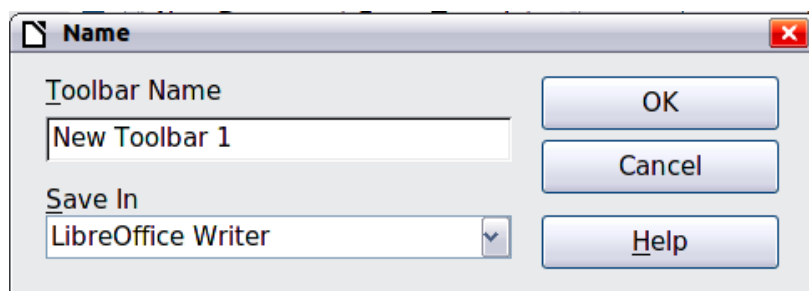 Name
Toolbar Name
New Toolbar 1
Save In
LibreOffice Writer
OK
Cancel
Help